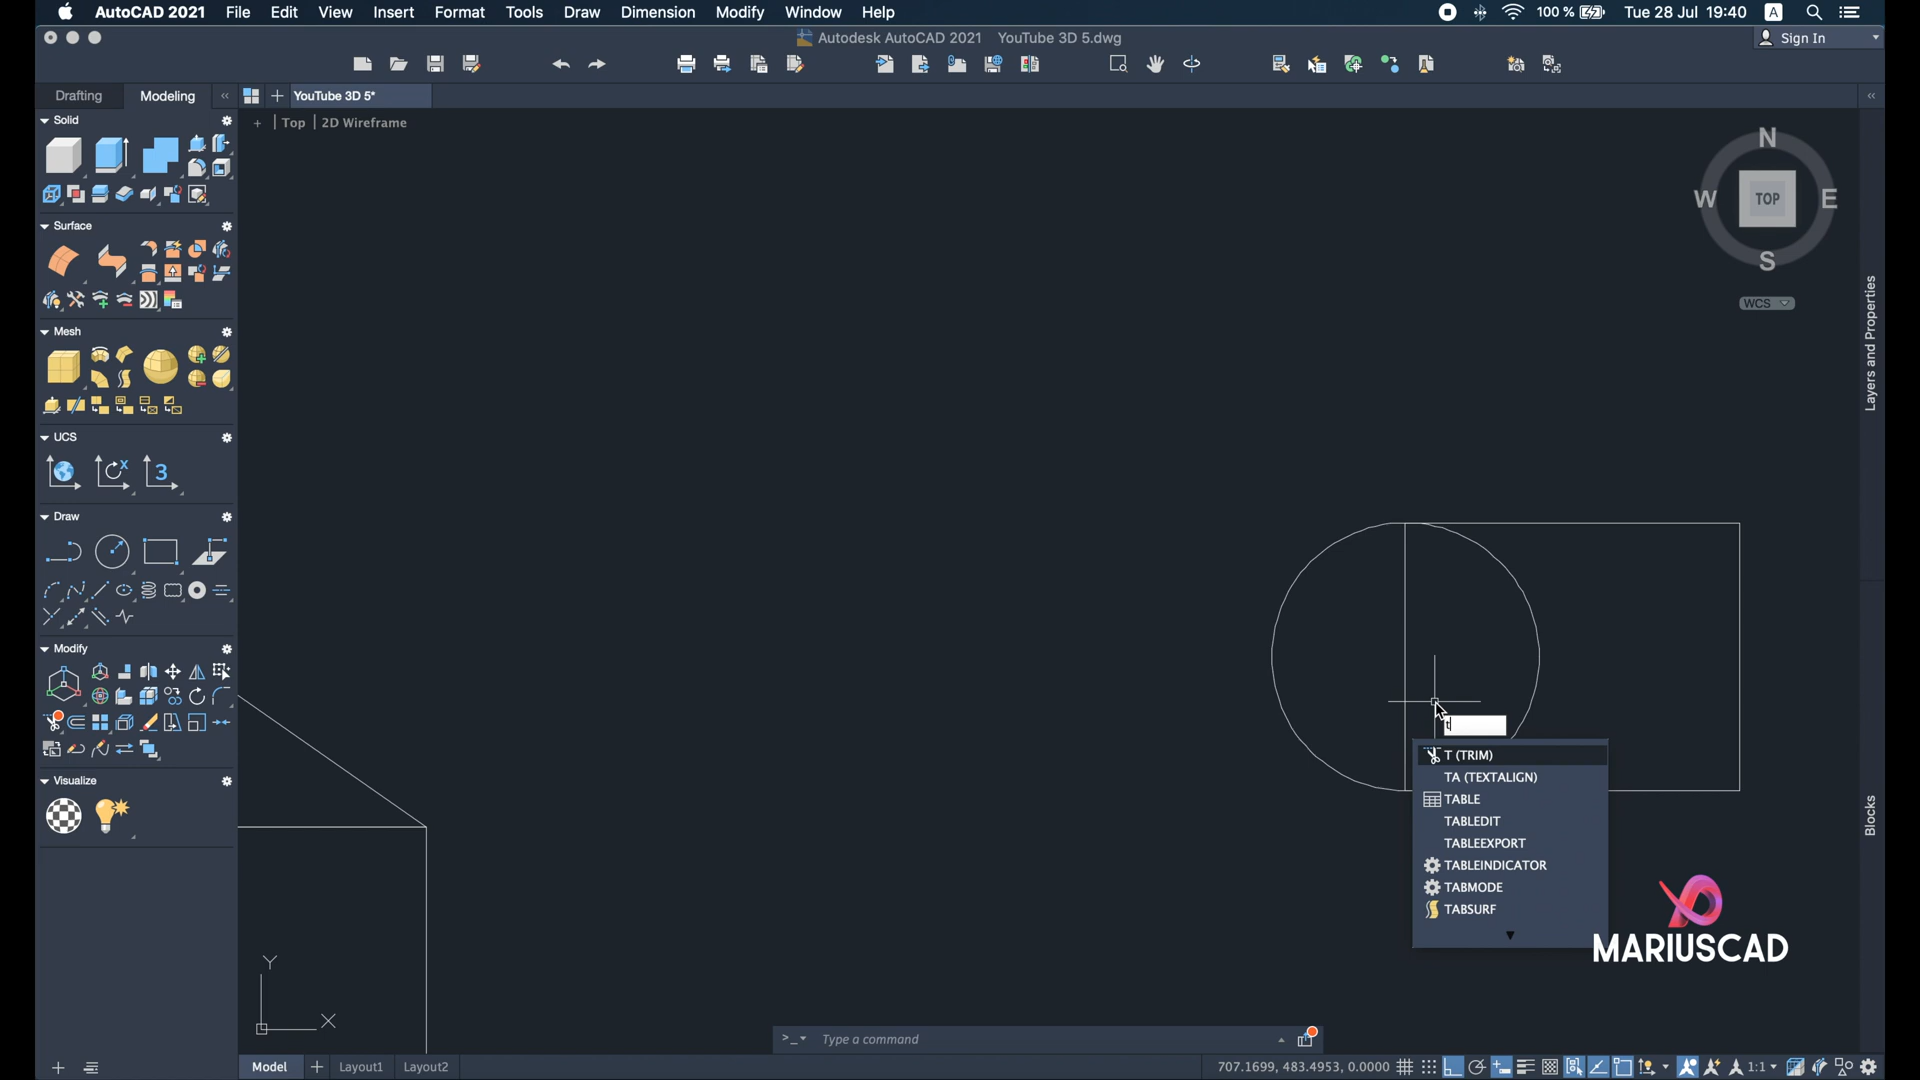 AutoCAD 2021 File Edit View Insert Format Tools Draw Dimension Modify Window Help 100 % Tue 28 Jul 19:40 A
Autodesk AutoCAD 2021 YouTube 3D 5.dwg
Sign In
Drafting Modeling YouTube 3D 5*
+ | Top | 2D Wireframe
Solid
Surface
Mesh
UCS
X
3
Draw
Modify
Visualize
N
W TOP E
S
WCS
Layers and Properties
Blocks
t
T (TRIM)
TA (TEXTALIGN)
TABLE
TABLEDIT
TABLEEXPORT
TABLEINDICATOR
TABMODE
TABSURF
MARIUSCAD
Y
X
>_ Type a command
Model Layout1 Layout2 707.1699, 483.4953, 0.0000 1:1